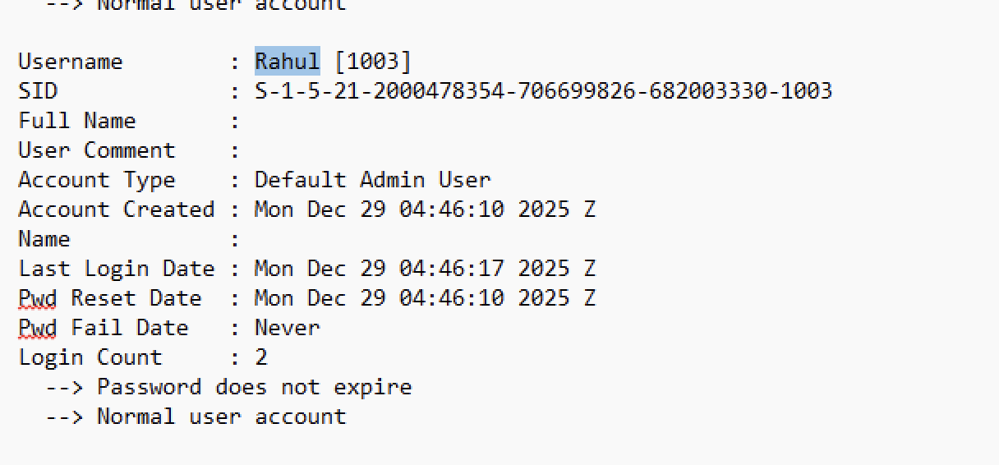 --> Normal user account
Username : Rahul [1003]
SID : S-1-5-21-2000478354-706699826-682003330-1003
Full Name :
User Comment :
Account Type : Default Admin User
Account Created : Mon Dec 29 04:46:10 2025 Z
Name :
Last Login Date : Mon Dec 29 04:46:17 2025 Z
Pwd Reset Date : Mon Dec 29 04:46:10 2025 Z
Pwd Fail Date : Never
Login Count : 2
--> Password does not expire
--> Normal user account